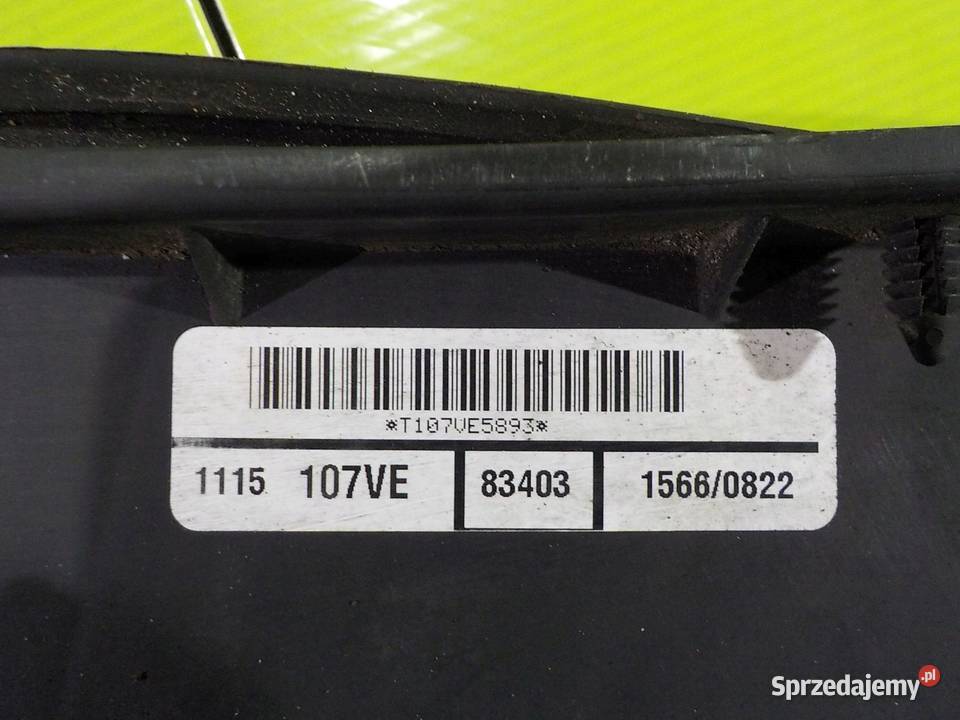 *T107VE5893*
1115 107VE 83403 1566/0822
Sprzedajemy.pl